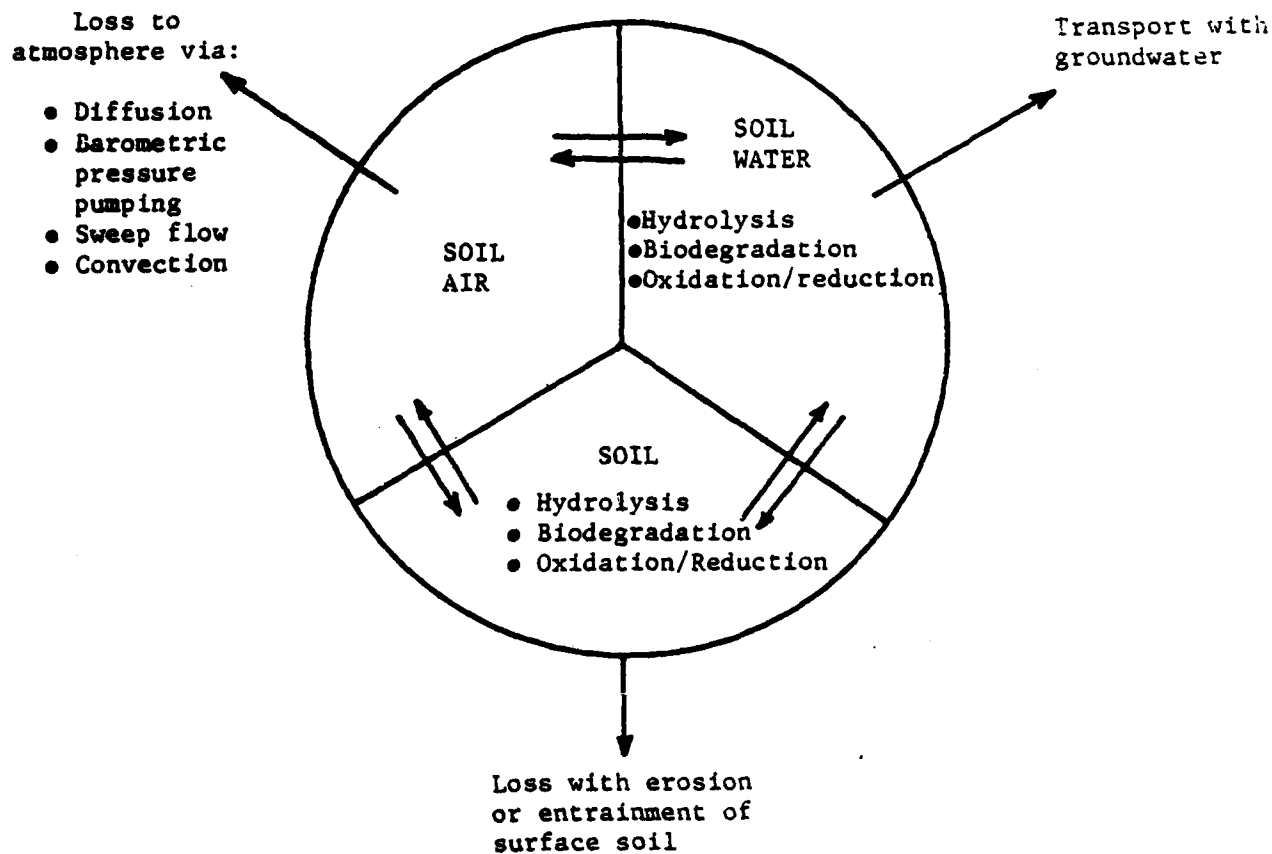 Loss to
atmosphere via:
● Diffusion
● Barometric
pressure
pumping
● Sweep flow
● Convection
Transport with
groundwater
SOIL
WATER
●Hydrolysis
●Biodegradation
●Oxidation/reduction
SOIL
AIR
SOIL
● Hydrolysis
● Biodegradation
● Oxidation/Reduction
Loss with erosion
or entrainment of
surface soil